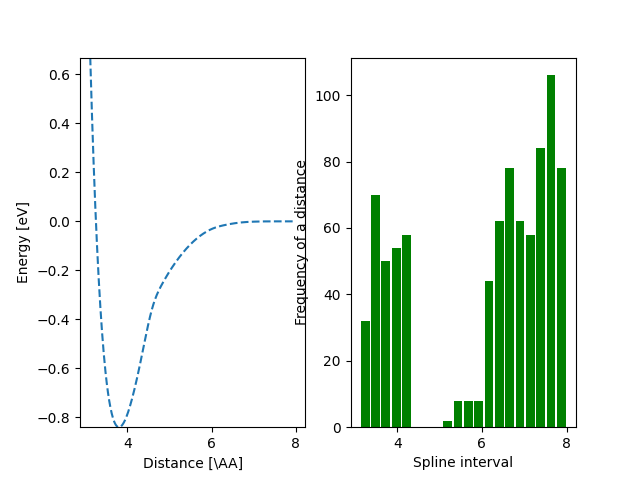 0.6
0.4
0.2
0.0
−0.2
−0.4
−0.6
−0.8
Energy [eV]
4 6 8
Distance [\AA]
100
80
60
40
20
0
Frequency of a distance
4 6 8
Spline interval